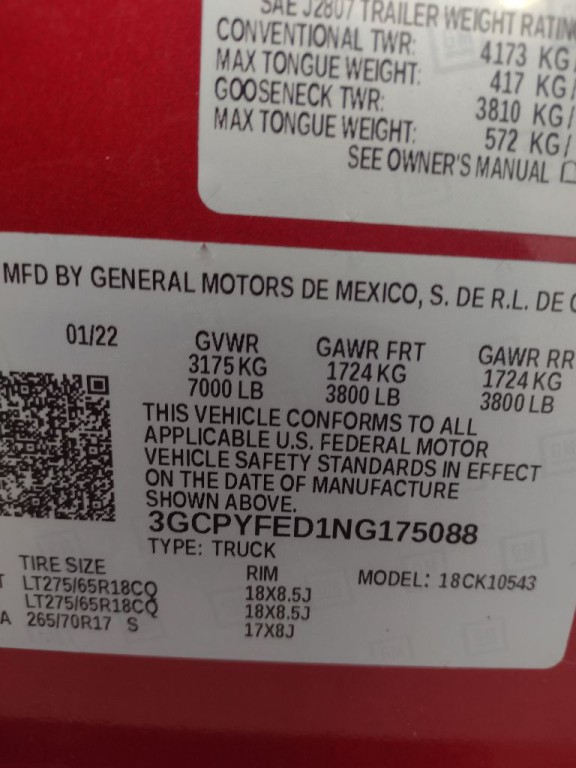 SAE J2807 TRAILER WEIGHT RATING
CONVENTIONAL TWR: 4173 KG/
MAX TONGUE WEIGHT: 417 KG/
GOOSENECK TWR: 3810 KG/
MAX TONGUE WEIGHT: 572 KG/
SEE OWNER'S MANUAL
MFD BY GENERAL MOTORS DE MEXICO, S. DE R.L. DE C
01/22 GVWR GAWR FRT GAWR RR
3175 KG 1724 KG 1724 KG
7000 LB 3800 LB 3800 LB
THIS VEHICLE CONFORMS TO ALL
APPLICABLE U.S. FEDERAL MOTOR
VEHICLE SAFETY STANDARDS IN EFFECT
ON THE DATE OF MANUFACTURE
SHOWN ABOVE.
3GCPYFED1NG175088
TYPE: TRUCK
TIRE SIZE RIM MODEL: 18CK10543
T LT275/65R18CQ 18X8.5J
LT275/65R18CQ 18X8.5J
A 265/70R17 S 17X8J